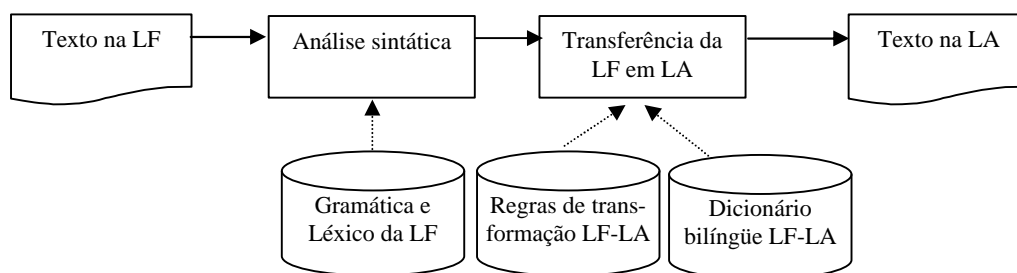 Texto na LF
Análise sintática
Transferência da
LF em LA
Texto na LA
Gramática e
Léxico da LF
Regras de trans-
formação LF-LA
Dicionário
bilíngüe LF-LA